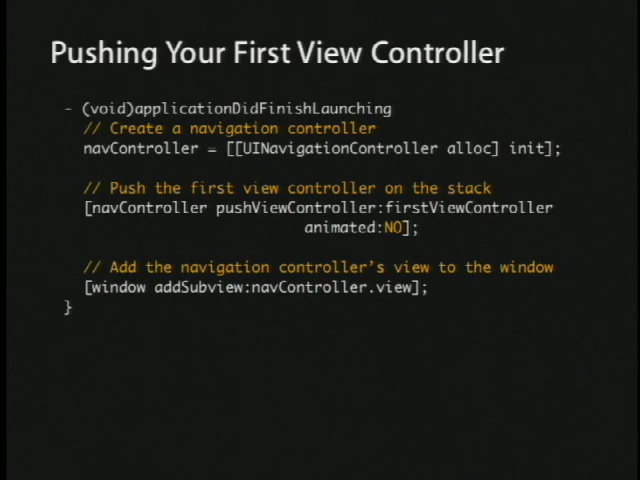 Pushing Your First View Controller
- (void)applicationDidFinishLaunching
// Create a navigation controller
navController = [[UINavigationController alloc] init];
// Push the first view controller on the stack
[navController pushViewController:firstViewController
animated:NO];
// Add the navigation controller's view to the window
[window addSubview:navController.view];
}